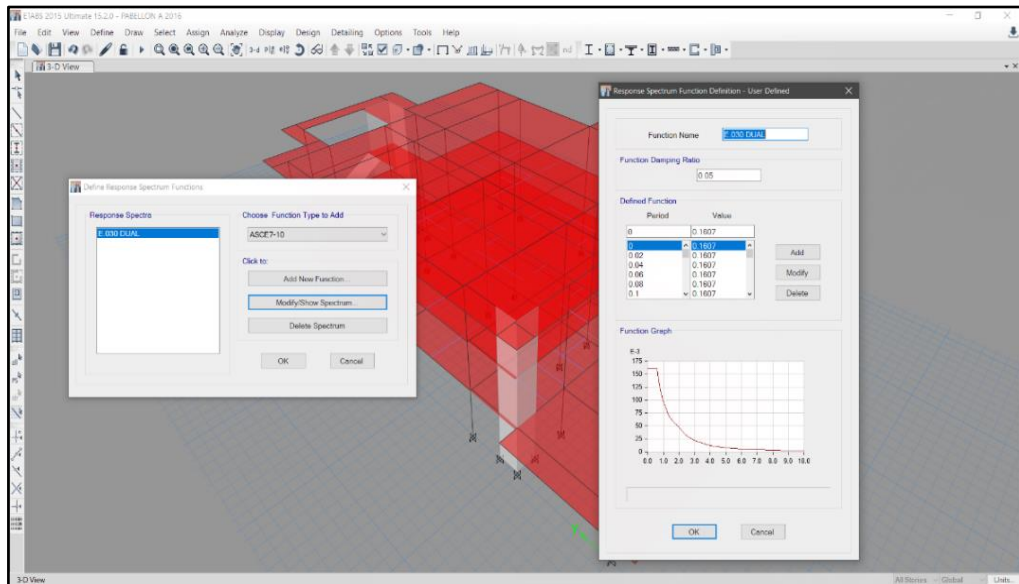 ETABS 2015 Ultimate 15.2.0 - PABELLON A 2016
File Edit View Define Draw Select Assign Analyze Display Design Detailing Options Tools Help
3-d
nd
3-D View
Define Response Spectrum Functions
Response Spectra
E.030 DUAL
Choose Function Type to Add
ASCE7-10
Click to:
Add New Function...
Modify/Show Spectrum...
Delete Spectrum
OK Cancel
Response Spectrum Function Definition - User Defined
Function Name E.030 DUAL
Function Damping Ratio
0.05
Defined Function
Period Value
0 0.1607
0 0.1607
0.02 0.1607
0.04 0.1607
0.06 0.1607
0.08 0.1607
0.1 0.1607
Add
Modify
Delete
Function Graph
E-3
175
150
125
100
75
50
25
0
0.0 1.0 2.0 3.0 4.0 5.0 6.0 7.0 8.0 9.0 10.0
OK Cancel
3-D View
All Stories Global Units...